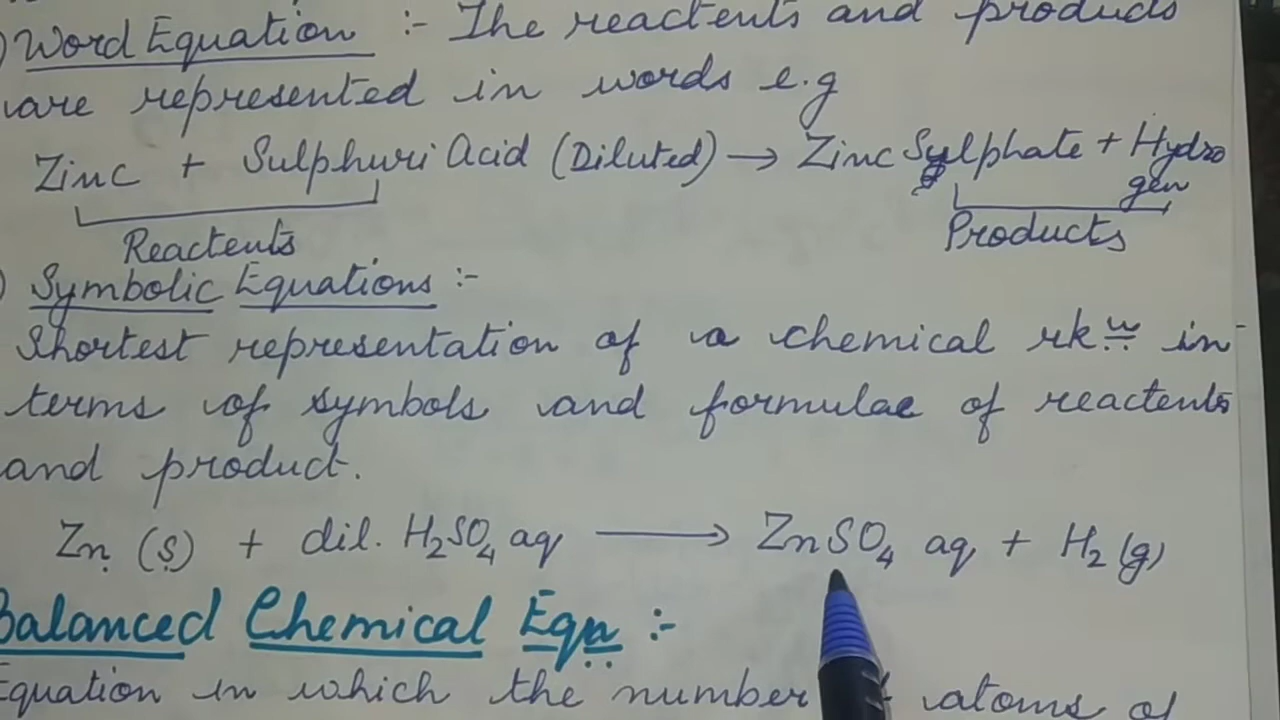 ) Word Equation :- The reactents and products
are represented in words e.g
Zinc + Sulphuri Acid (Diluted) → Zinc Sulphate + Hydro
gen
Reactents
Products
) Symbolic Equations :-
Shortest representation of a chemical rkⁿ in
terms of symbols and formulae of reactents
and product.
Zn (s) + dil. H₂SO₄ aq → ZnSO₄ aq + H₂ (g)
Balanced Chemical Eqn :-
Equation in which the number atoms of